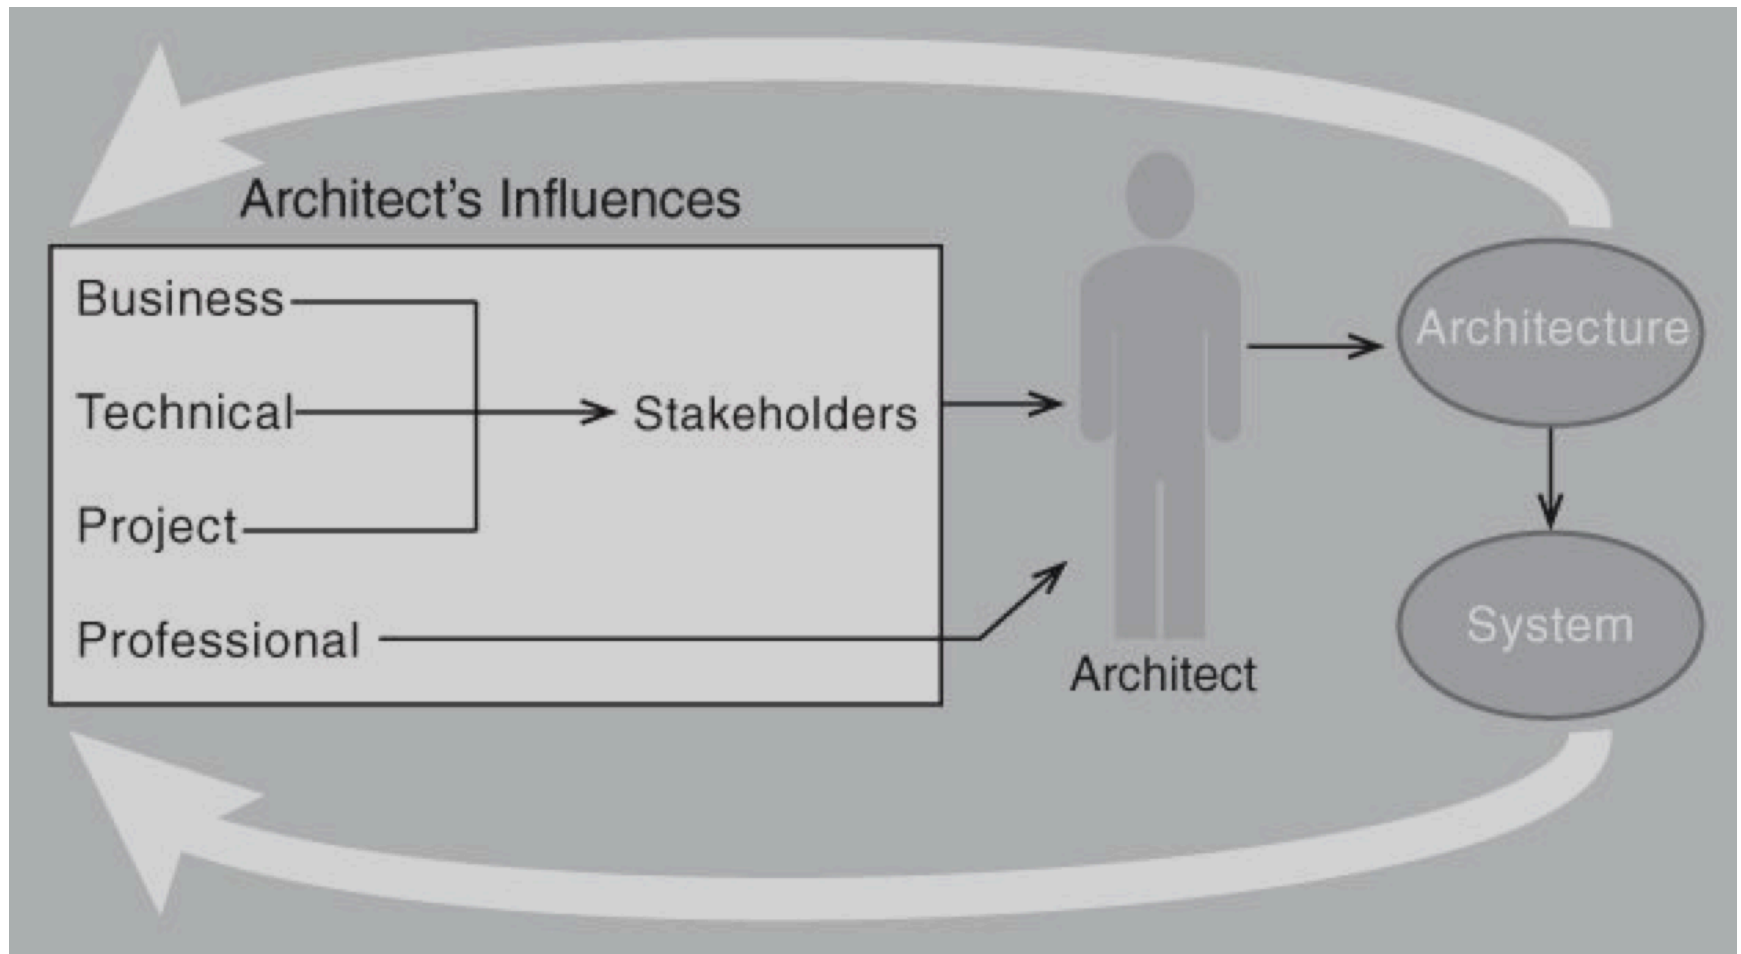 Architect's Influences
Business
Technical
Stakeholders
Project
Professional
Architect
Architecture
System